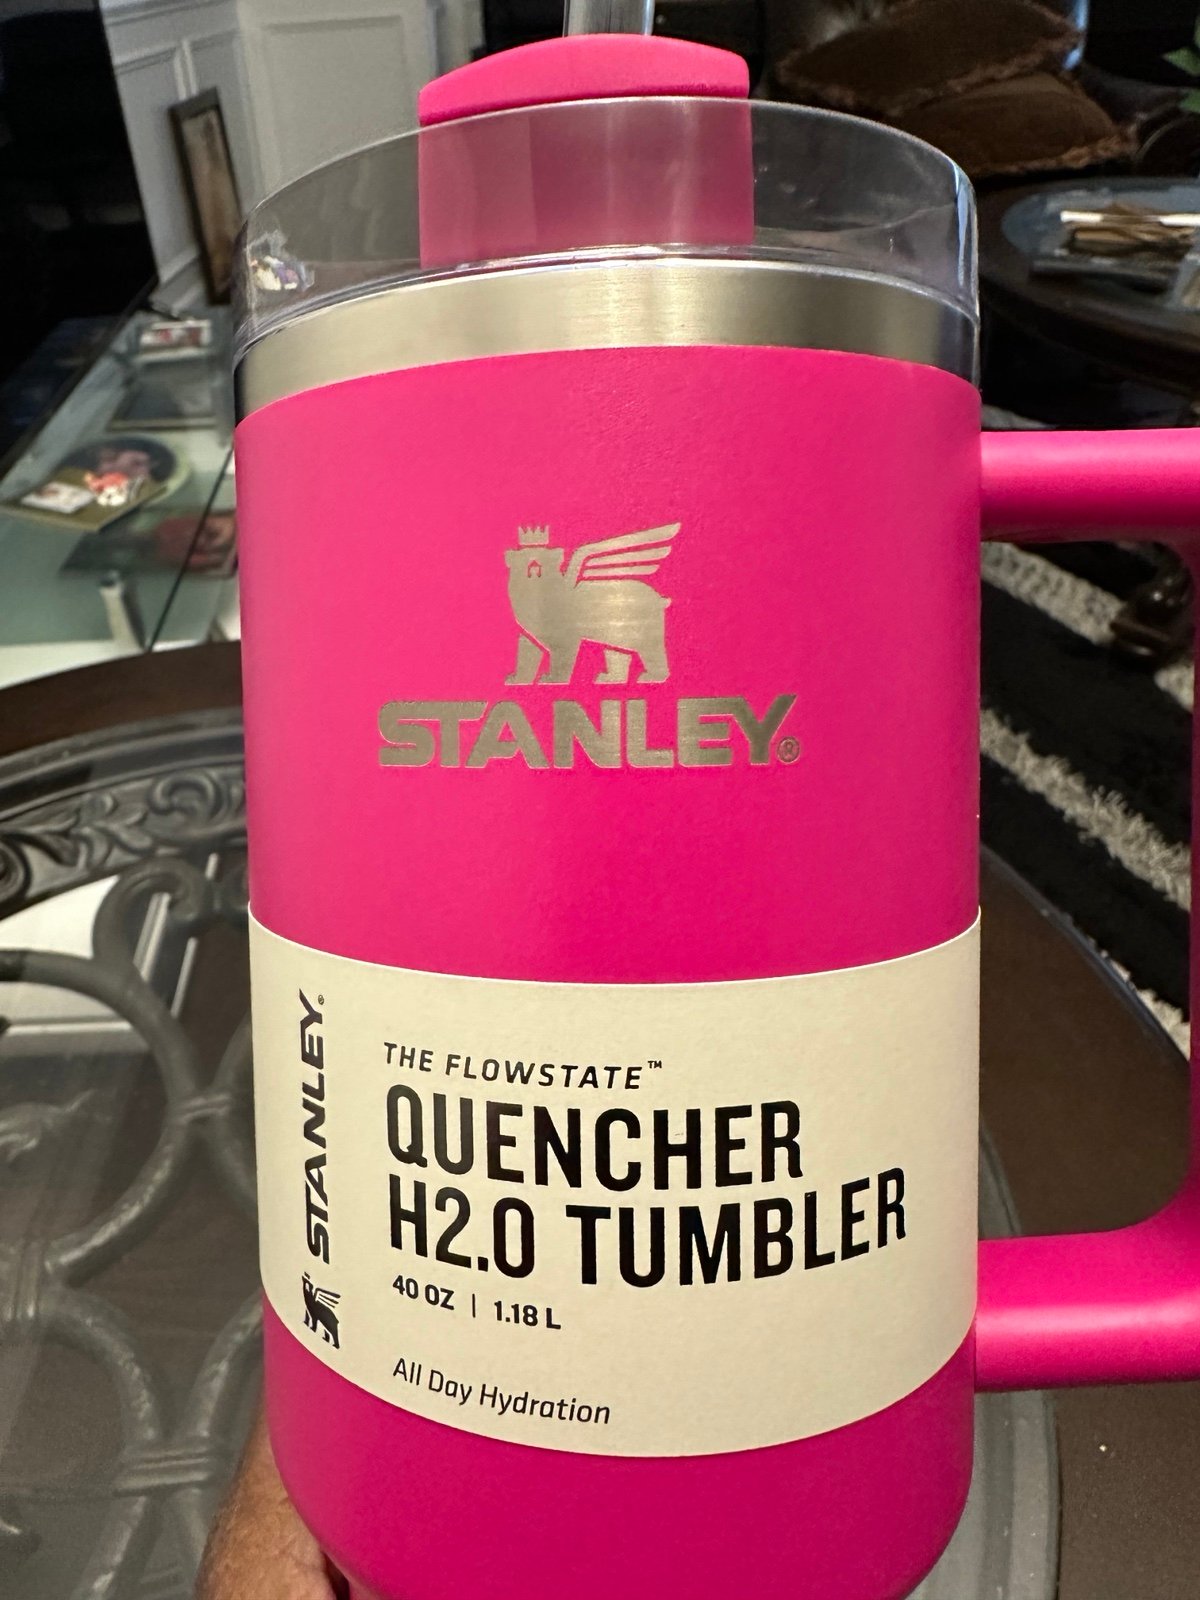 STANLEY®
STANLEY®
THE FLOWSTATE™
QUENCHER
H2.0 TUMBLER
40 OZ | 1.18 L
All Day Hydration